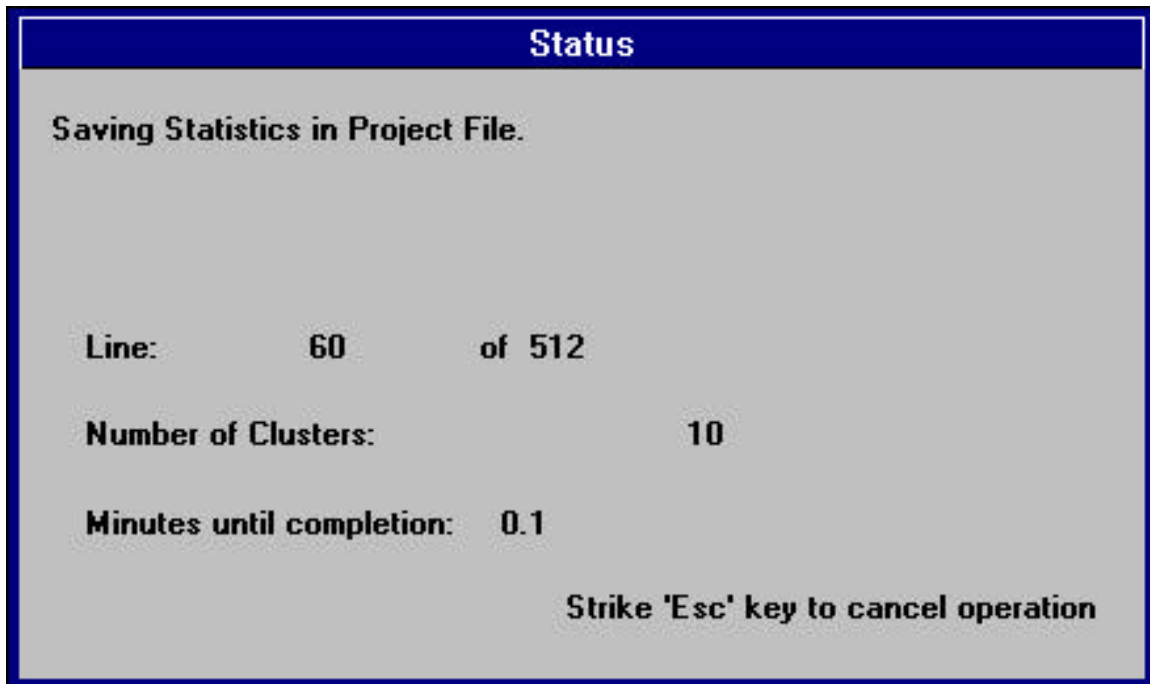 Status
Saving Statistics in Project File.
Line: 60 of 512
Number of Clusters: 10
Minutes until completion: 0.1
Strike 'Esc' key to cancel operation